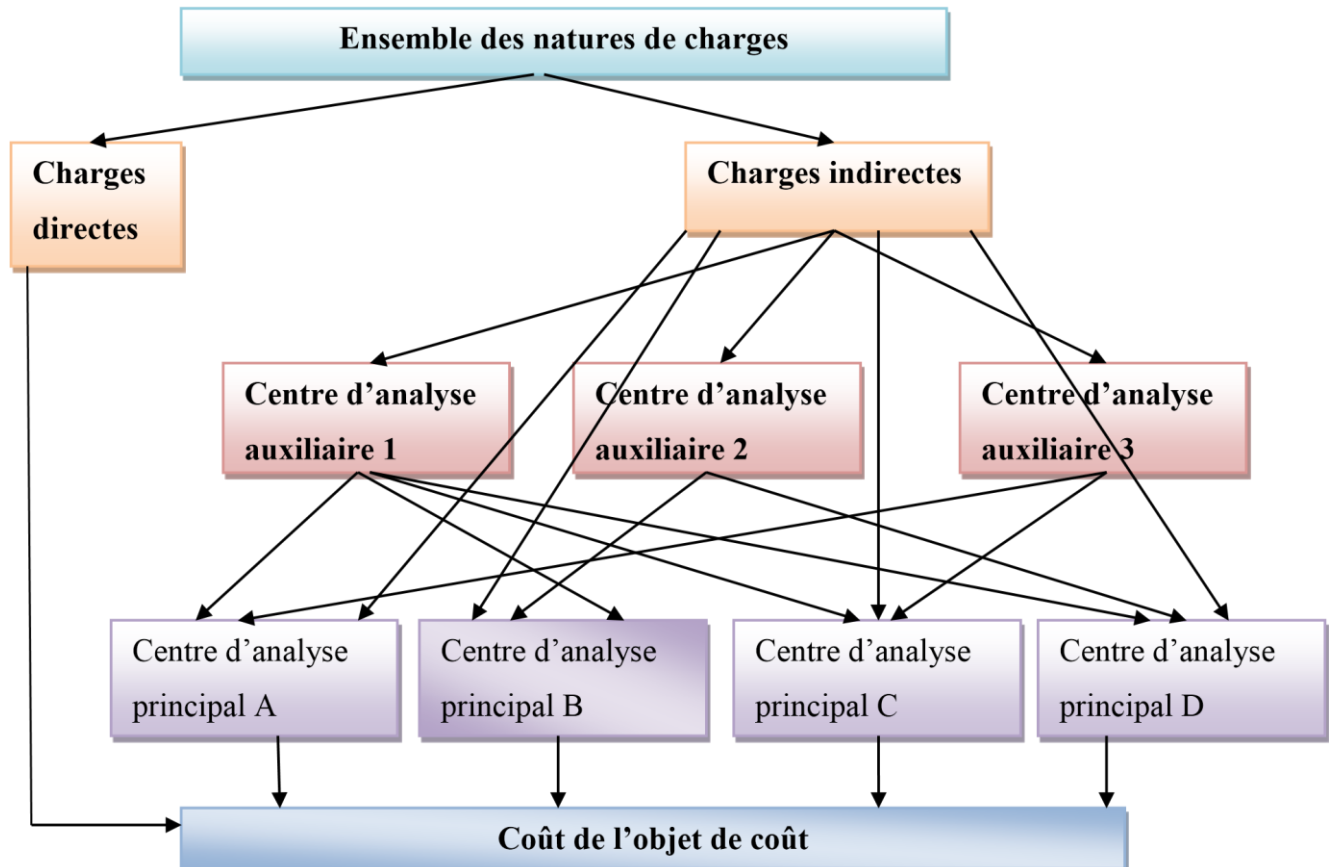 Ensemble des natures de charges
Charges
directes
Charges indirectes
Centre d’analyse
auxiliaire 1
Centre d’analyse
auxiliaire 2
Centre d’analyse
auxiliaire 3
Centre d’analyse
principal A
Centre d’analyse
principal B
Centre d’analyse
principal C
Centre d’analyse
principal D
Coût de l’objet de coût